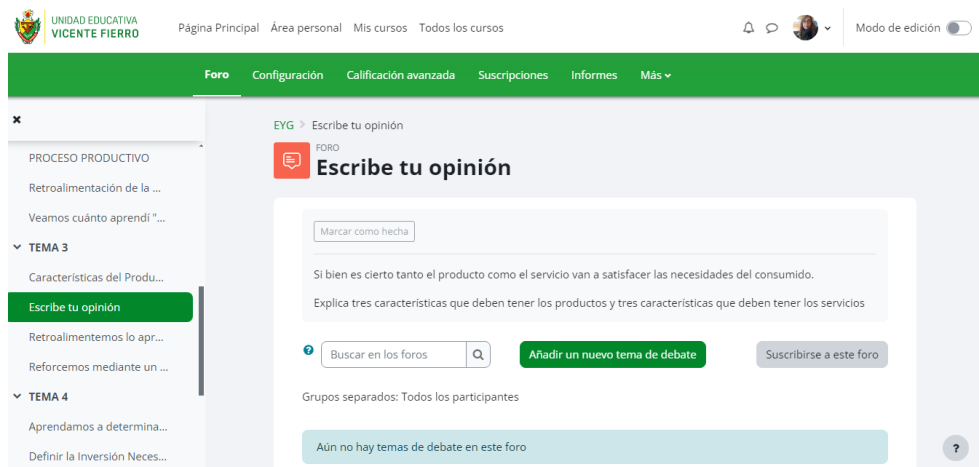 UNIDAD EDUCATIVA
VICENTE FIERRO
Página Principal Área personal Mis cursos Todos los cursos
Modo de edición
Foro Configuración Calificación avanzada Suscripciones Informes Más
EYG > Escribe tu opinión
FORO
Escribe tu opinión
PROCESO PRODUCTIVO
Retroalimentación de la ...
Veamos cuánto aprendí "...
TEMA 3
Características del Produ...
Escribe tu opinión
Retroalimentemos lo apr...
Reforcemos mediante un ...
TEMA 4
Aprendamos a determina...
Definir la Inversión Neces...
Marcar como hecha
Si bien es cierto tanto el producto como el servicio van a satisfacer las necesidades del consumido.
Explica tres características que deben tener los productos y tres características que deben tener los servicios
Buscar en los foros
Añadir un nuevo tema de debate
Suscribirse a este foro
Grupos separados: Todos los participantes
Aún no hay temas de debate en este foro
?